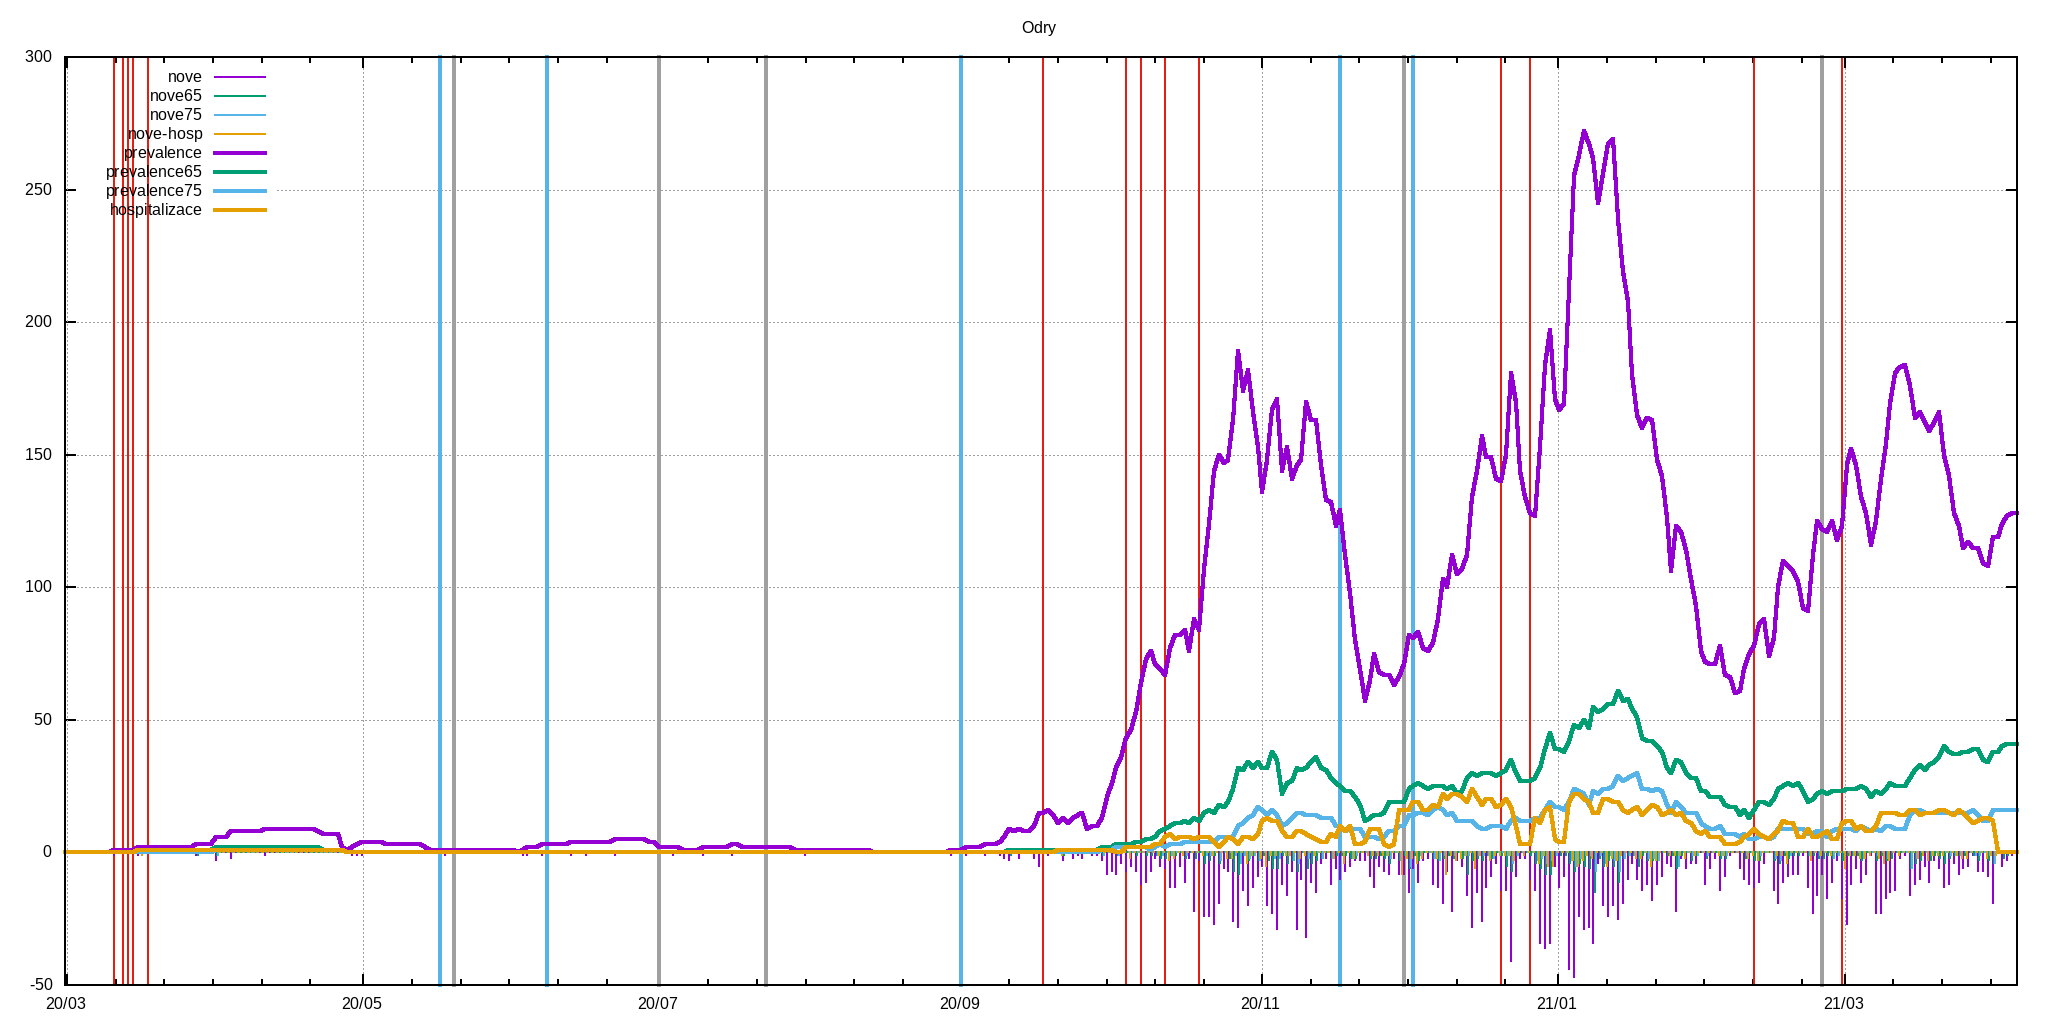 Odry
300
nove
nove65
nove75
nove-hosp
prevalence
prevalence65
prevalence75
hospitalizace
250
200
150
100
50
0
-50
20/03 20/05 20/07 20/09 20/11 21/01 21/03